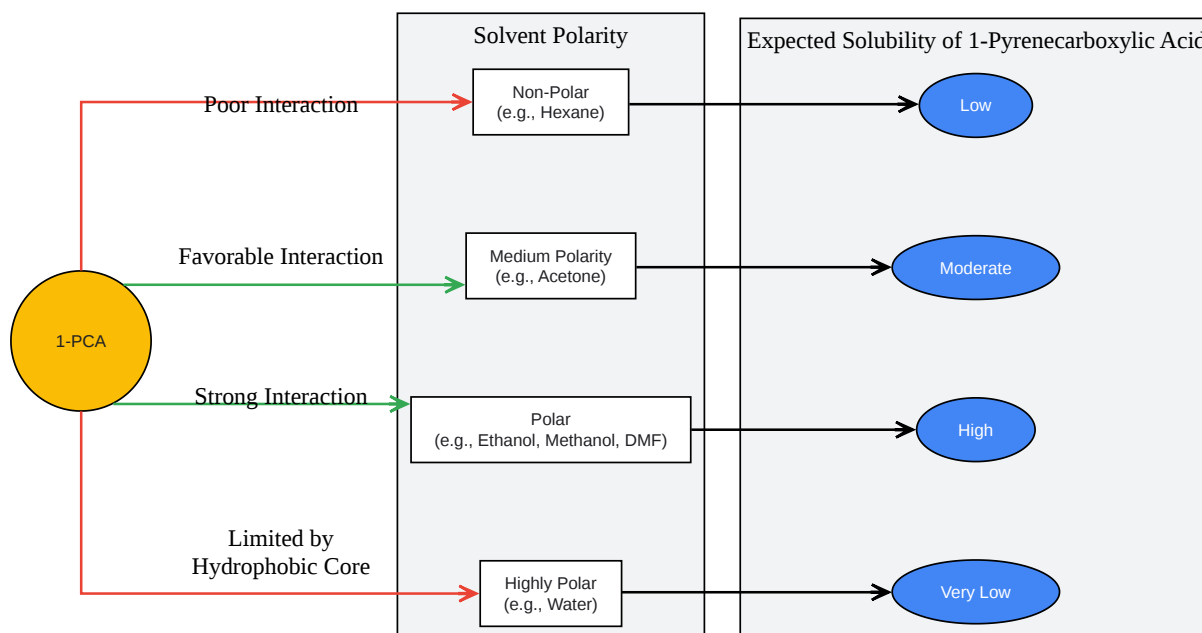 Solvent Polarity
Expected Solubility of 1-Pyrenecarboxylic Acid
Poor Interaction
Non-Polar
(e.g., Hexane)
Low
Favorable Interaction
Medium Polarity
(e.g., Acetone)
Moderate
1-PCA
Strong Interaction
Polar
(e.g., Ethanol, Methanol, DMF)
High
Limited by
Hydrophobic Core
Highly Polar
(e.g., Water)
Very Low